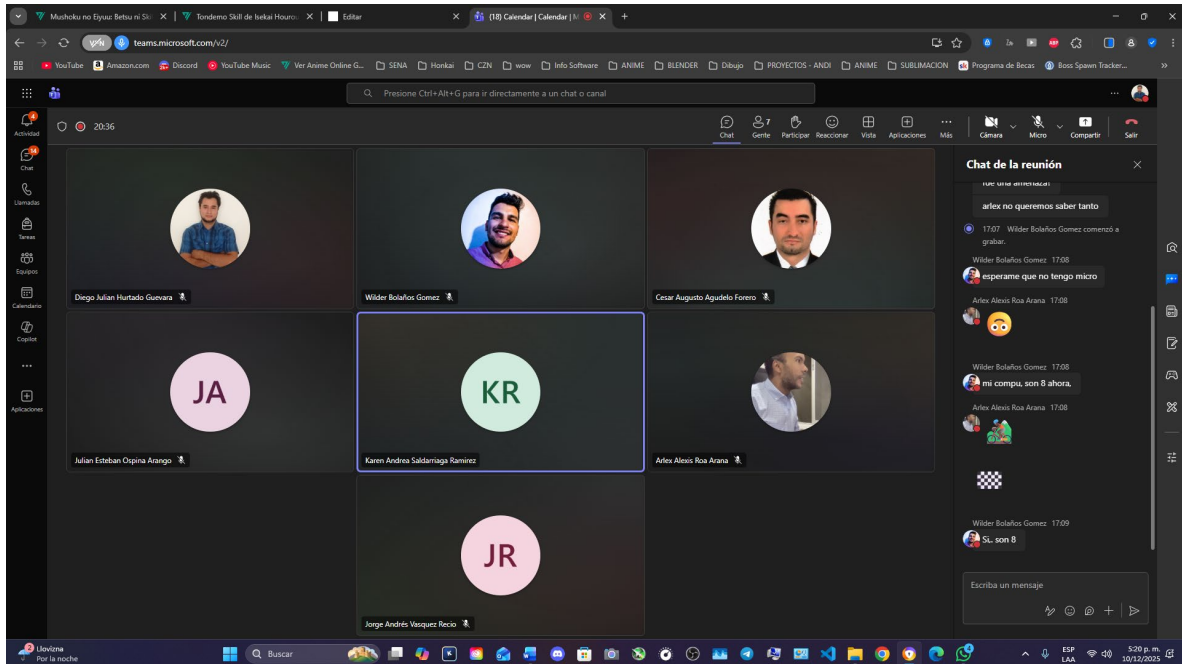 Mushoku no Eiyuu: Betsu ni Ski
Tondemo Skill de Isekai Hourou
Editar
(18) Calendar | Calendar | M
teams.microsoft.com/v2/
YouTube
Amazon.com
Discord
YouTube Music
Ver Anime Online G...
SENA
Honkai
CZN
wow
Info Software
ANIME
BLENDER
Dibujo
PROYECTOS - ANDI
ANIME
SUBLIMACION
Programa de Becas
Boss Spawn Tracker...
Presione Ctrl+Alt+G para ir directamente a un chat o canal
Actividad
4
Chat
14
Llamadas
Tareas
Equipos
Calendario
Copilot
Aplicaciones
20:36
Chat
7
Gente
Participar
Reaccionar
Vista
Aplicaciones
Más
Cámara
Micro
Compartir
Salir
Diego Julian Hurtado Guevara
Wilder Bolaños Gomez
Cesar Augusto Agudelo Forero
JA
Julian Esteban Ospina Arango
KR
Karen Andrea Saldarriaga Ramirez
Arlex Alexis Roa Arana
JR
Jorge Andrés Vasquez Recio
Chat de la reunión
fue una amenaza!
arlex no queremos saber tanto
17:07 Wilder Bolaños Gomez comenzó a
grabar.
Wilder Bolaños Gomez 17:08
esperame que no tengo micro
Arlex Alexis Roa Arana 17:08
Wilder Bolaños Gomez 17:08
mi compu, son 8 ahora,
Arlex Alexis Roa Arana 17:08
Wilder Bolaños Gomez 17:09
Si.. son 8
Escriba un mensaje
2
Llovizna
Por la noche
Buscar
ESP
LAA
5:20 p. m.
10/12/2025